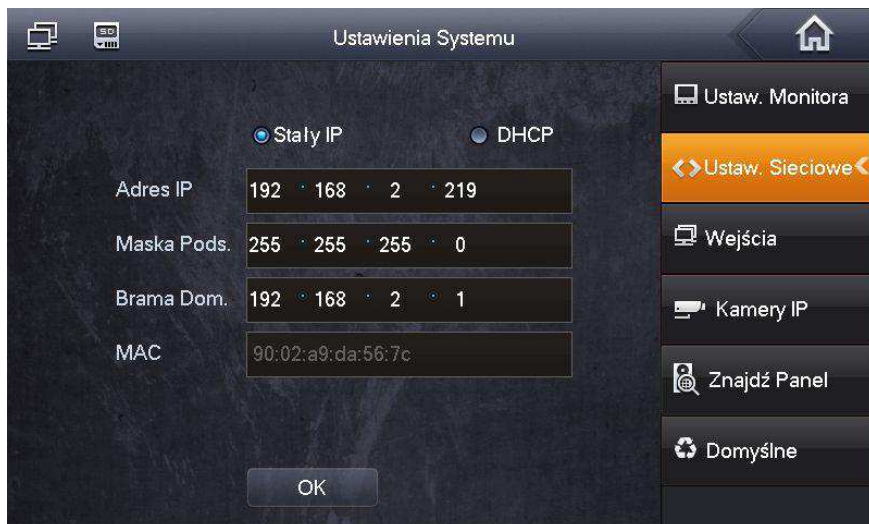 SD
Ustawienia Systemu
Stały IP
DHCP
Adres IP
192 . 168 . 2 . 219
Maska Pods.
255 . 255 . 255 . 0
Brama Dom.
192 . 168 . 2 . 1
MAC
90:02:a9:da:56:7c
OK
Ustaw. Monitora
Ustaw. Sieciowe
Wejścia
Kamery IP
Znajdź Panel
Domyślne